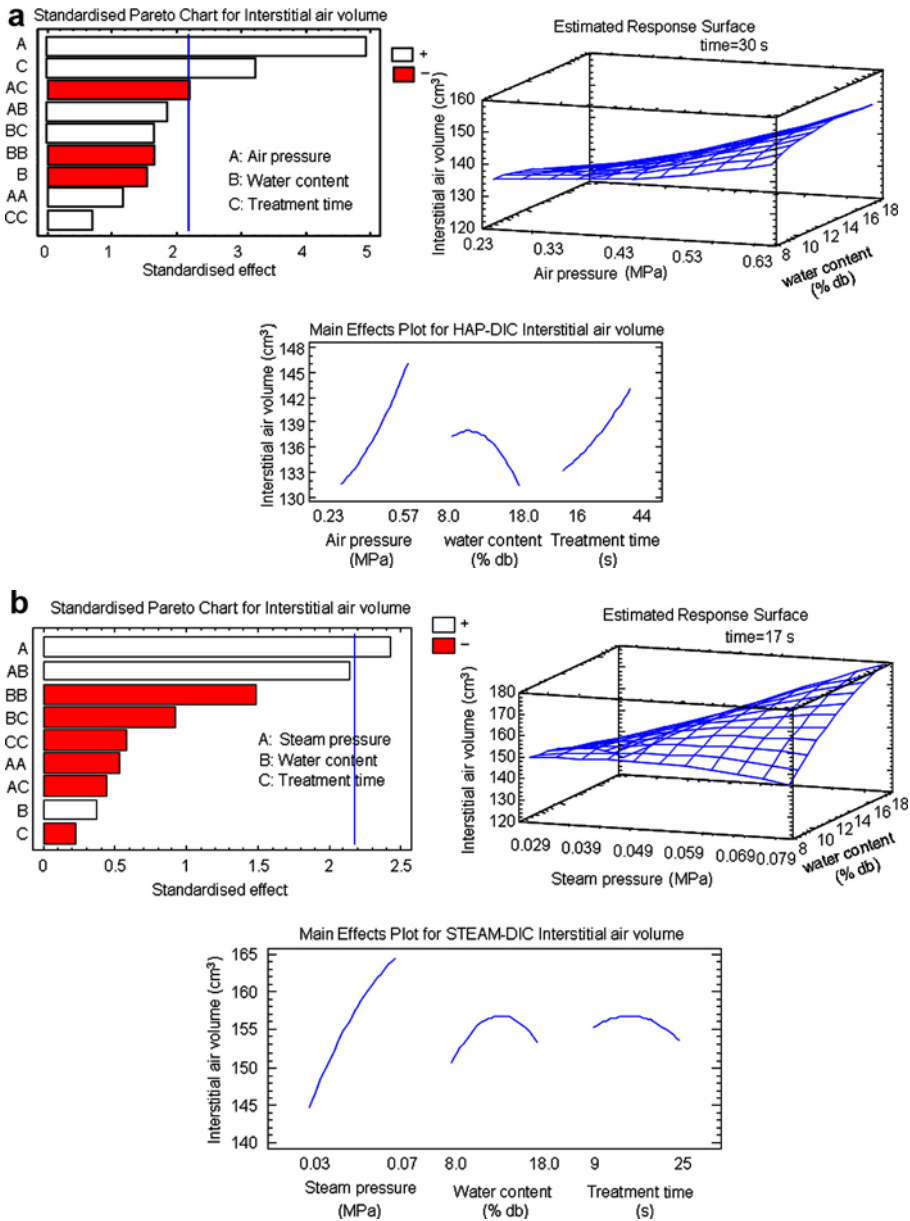 a
Standardised Pareto Chart for Interstitial air volume
A
C
AC
AB
BC
BB
B
AA
CC
+
−
A: Air pressure
B: Water content
C: Treatment time
0 1 2 3 4 5
Standardised effect
Estimated Response Surface
time=30 s
Interstitial air volume (cm³)
160
150
140
130
120
0.23 0.33 0.43 0.53 0.63
Air pressure (MPa)
8 10 12 14 16 18
water content
(% db)
Main Effects Plot for HAP-DIC Interstitial air volume
Interstitial air volume (cm³)
148
145
142
139
136
133
130
0.23 0.57 8.0 18.0 16 44
Air pressure water content Treatment time
(MPa) (% db) (s)
b
Standardised Pareto Chart for Interstitial air volume
A
AB
BB
BC
CC
AA
AC
B
C
+
−
A: Steam pressure
B: Water content
C: Treatment time
0 0.5 1 1.5 2 2.5
Standardised effect
Estimated Response Surface
time=17 s
Interstitial air volume (cm³)
180
170
160
150
140
130
120
0.029 0.039 0.049 0.059 0.069 0.079
Steam pressure (MPa)
8 10 12 14 16 18
water content
(% db)
Main Effects Plot for STEAM-DIC Interstitial air volume
Interstitial air volume (cm³)
165
160
155
150
145
140
0.03 0.07 8.0 18.0 9 25
Steam pressure Water content Treatment time
(MPa) (% db) (s)